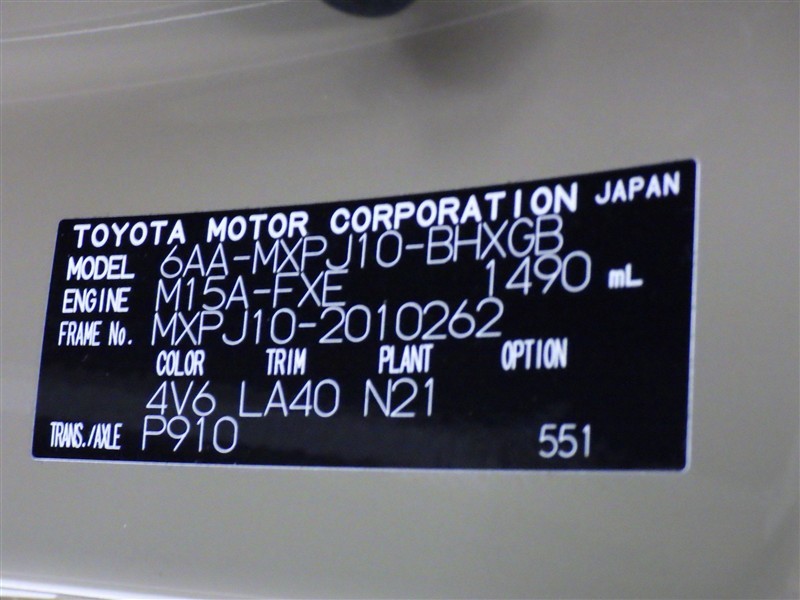 TOYOTA MOTOR CORPORATION JAPAN
MODEL 6AA-MXPJ10-BHXGB
ENGINE M15A-FXE 1490 mL
FRAME No. MXPJ10-2010262
COLOR TRIM PLANT OPTION
4V6 LA40 N21
TRANS./AXLE P910 551